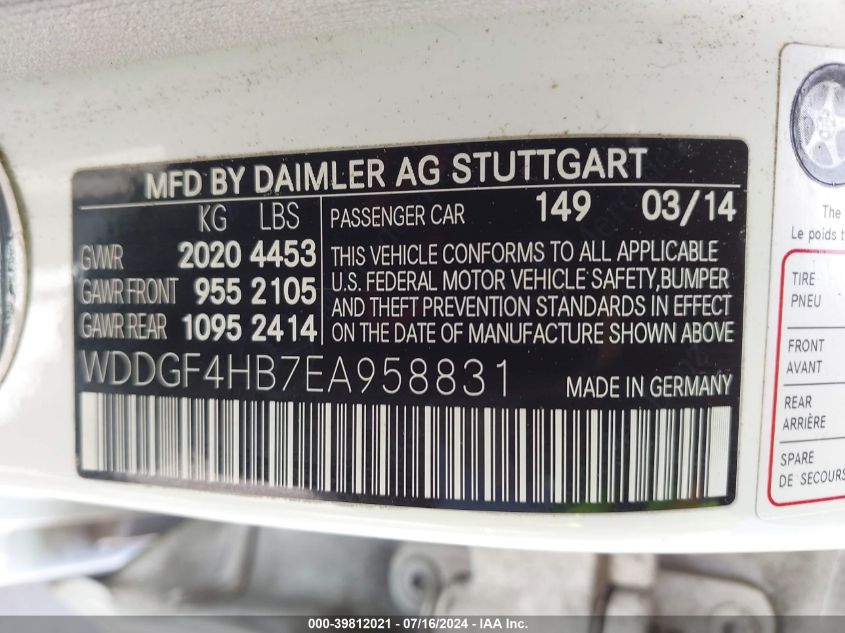 MFD BY DAIMLER AG STUTTGART
KG LBS
GVWR 2020 4453
GAWR FRONT 955 2105
GAWR REAR 1095 2414
PASSENGER CAR 149 03/14
THIS VEHICLE CONFORMS TO ALL APPLICABLE
U.S. FEDERAL MOTOR VEHICLE SAFETY,BUMPER
AND THEFT PREVENTION STANDARDS IN EFFECT
ON THE DATE OF MANUFACTURE SHOWN ABOVE
WDDGF4HB7EA958831 MADE IN GERMANY
The
Le poids
TIRE
PNEU
FRONT
AVANT
REAR
ARRIÈRE
SPARE
DE SECOURS
000-39812021 - 07/16/2024 - IAAI, Inc.